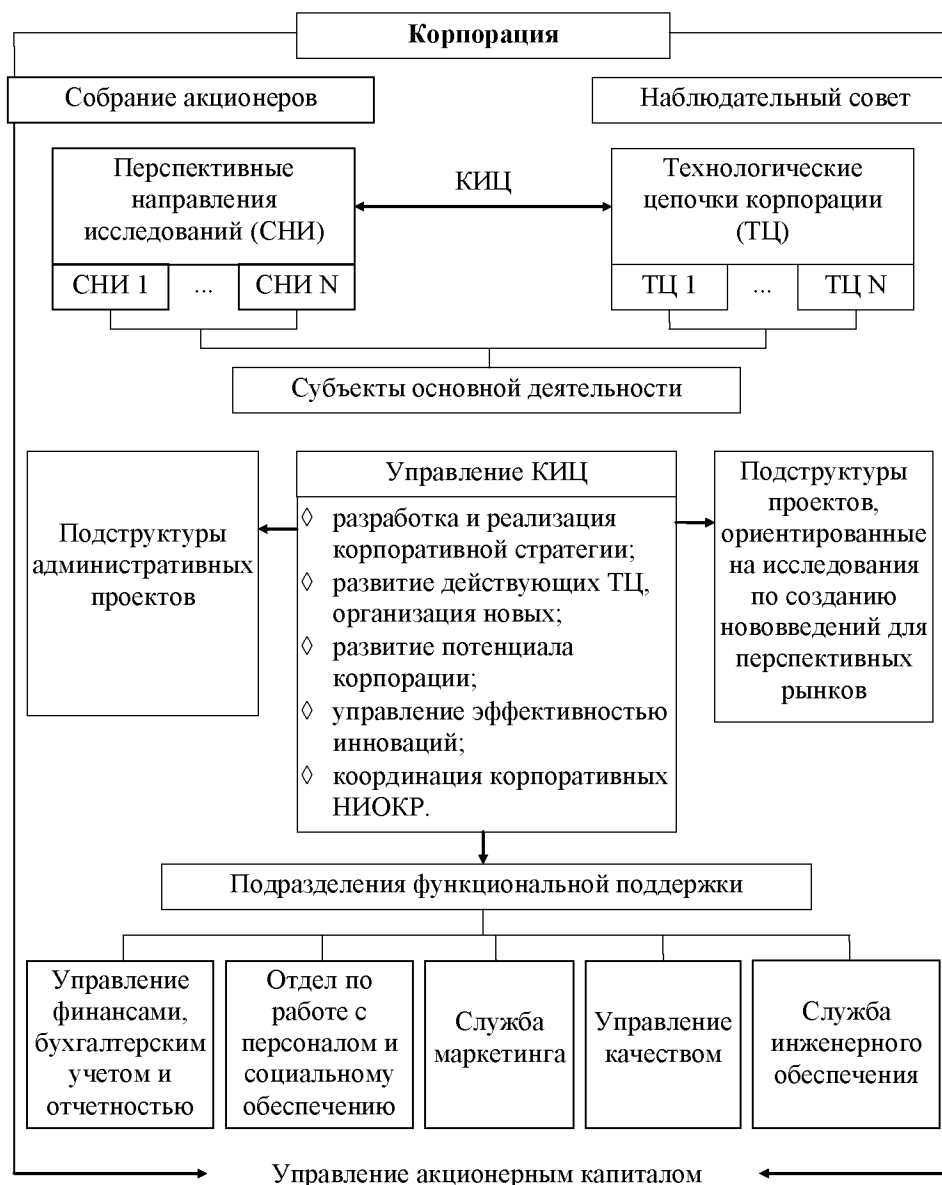 Корпорация
Собрание акционеров
Наблюдательный совет
Перспективные
направления
исследований (СНИ)
КИЦ
Технологические
цепочки корпорации
(ТЦ)
СНИ 1
...
СНИ N
ТЦ 1
...
ТЦ N
Субъекты основной деятельности
Подструктуры
административных
проектов
Управление КИЦ
◊ разработка и реализация
корпоративной стратегии;
◊ развитие действующих ТЦ,
организация новых;
◊ развитие потенциала
корпорации;
◊ управление эффективностью
инноваций;
◊ координация корпоративных
НИОКР.
Подструктуры
проектов,
ориентированные
на исследования
по созданию
нововведений для
перспективных
рынков
Подразделения функциональной поддержки
Управление
финансами,
бухгалтерским
учетом и
отчетностью
Отдел по
работе с
персоналом и
социальному
обеспечению
Служба
маркетинга
Управление
качеством
Служба
инженерного
обеспечения
Управление акционерным капиталом